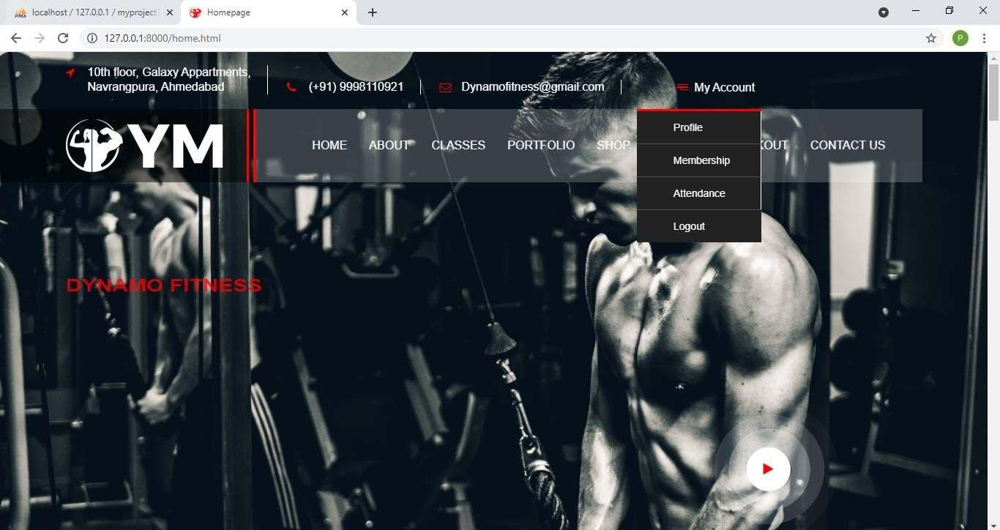 localhost / 127.0.0.1 / myproject1
Homepage
127.0.0.1:8000/home.html
P
10th floor, Galaxy Appartments,
Navrangpura, Ahmedabad
(+91) 9998110921
Dynamofitness@gmail.com
My Account
YM
HOME ABOUT CLASSES PORTFOLIO SHOP KOUT CONTACT US
Profile
Membership
Attendance
Logout
DYNAMO FITNESS